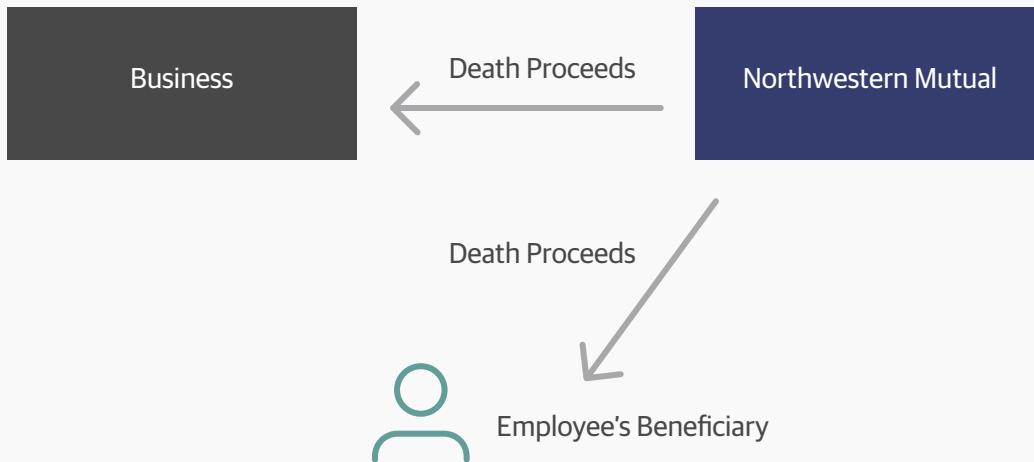 Business
Death Proceeds
Northwestern Mutual
Death Proceeds
Employee's Beneficiary